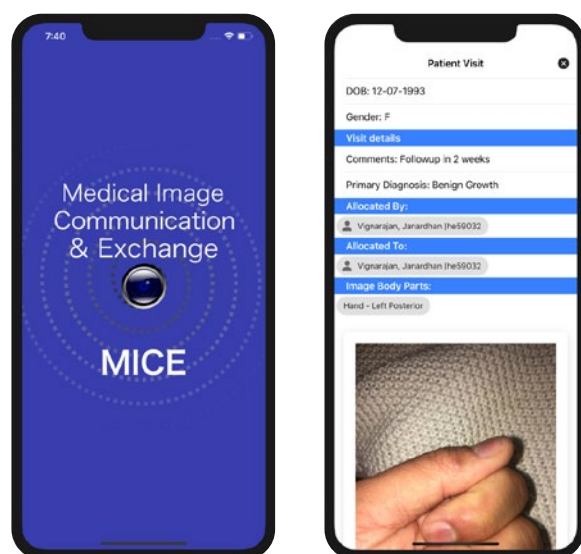 7:40
Medical Image
Communication
& Exchange
MICE
Patient Visit
DOB: 12-07-1993
Gender: F
Visit details
Comments: Followup in 2 weeks
Primary Diagnosis: Benign Growth
Allocated By:
Vignarajan, Janardhan (he59032
Allocated To:
Vignarajan, Janardhan (he59032
Image Body Parts:
Hand - Left Posterior